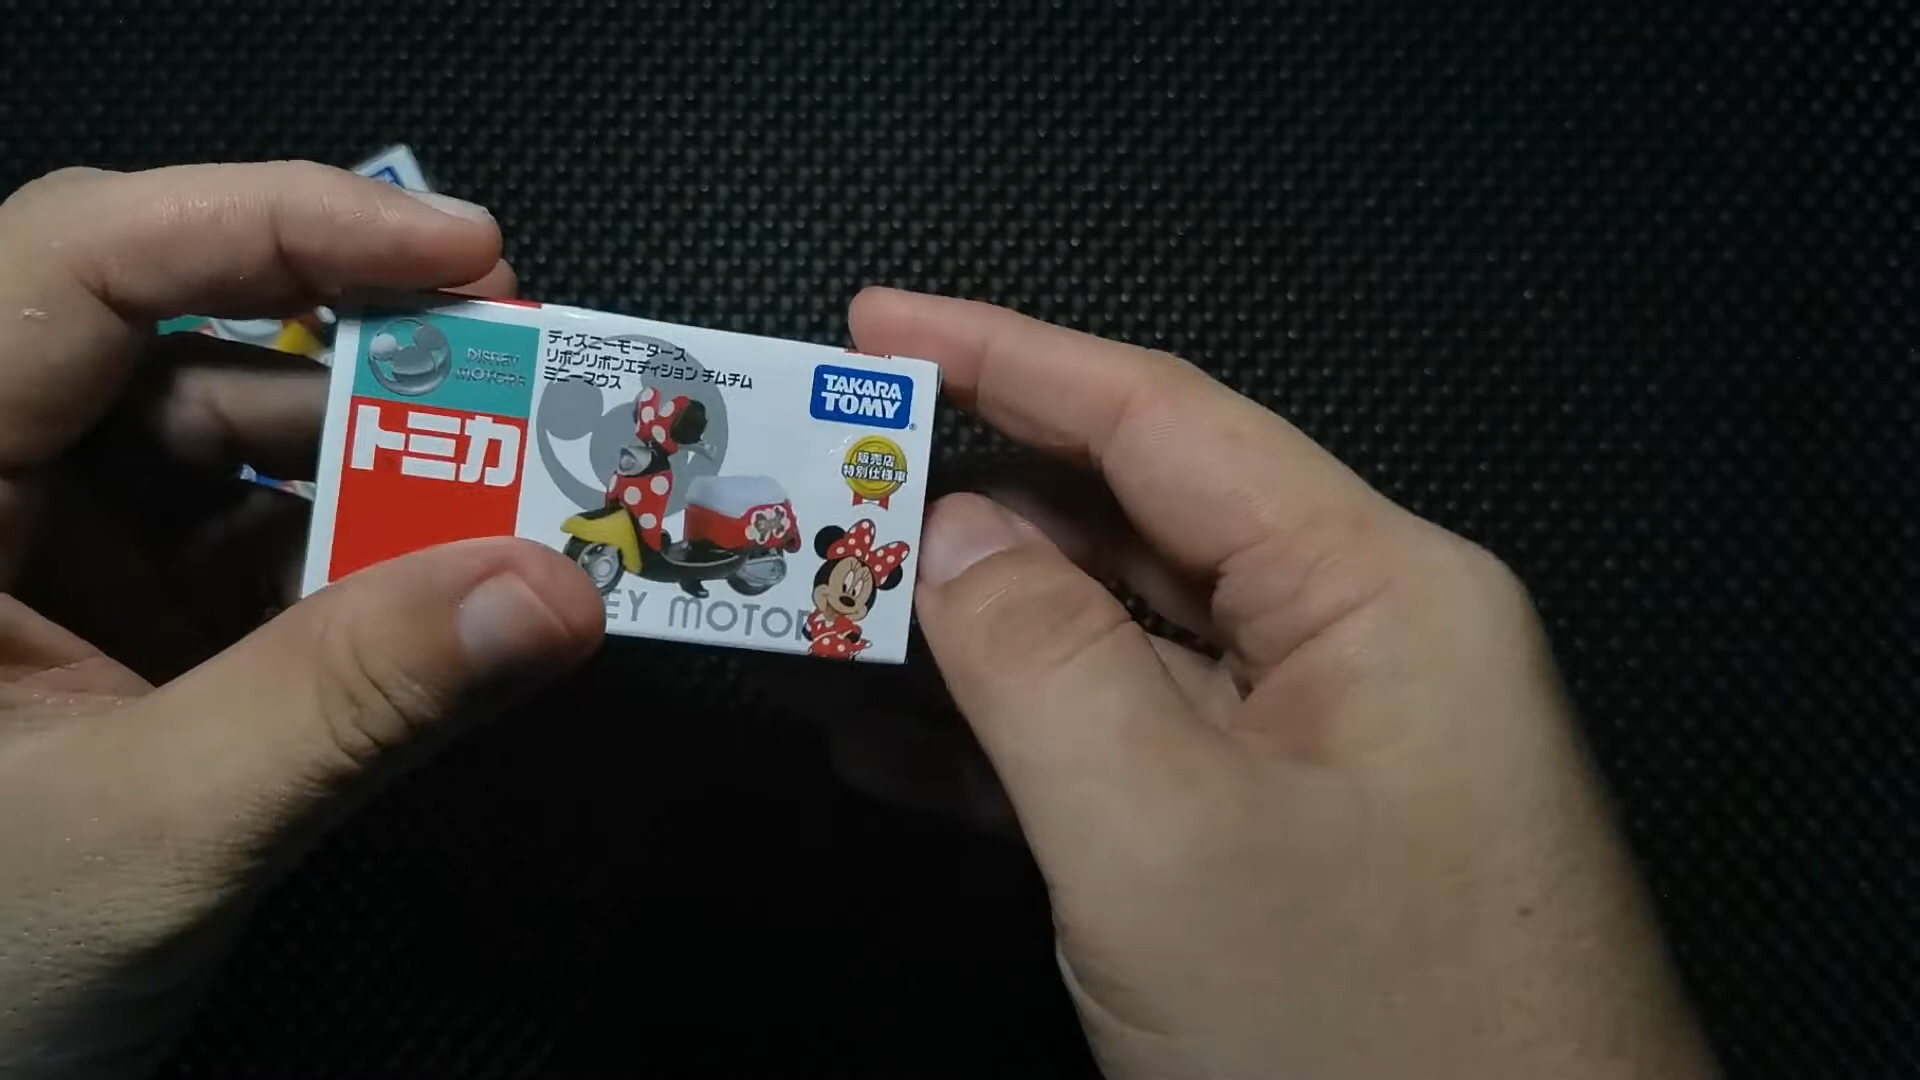 DISNEY
MOTORS
トミカ
ディズニーモータース
リボンリボンエディション チムチム
ミニーマウス
TAKARA
TOMY
販売店
特別仕様車
EY MOTOR